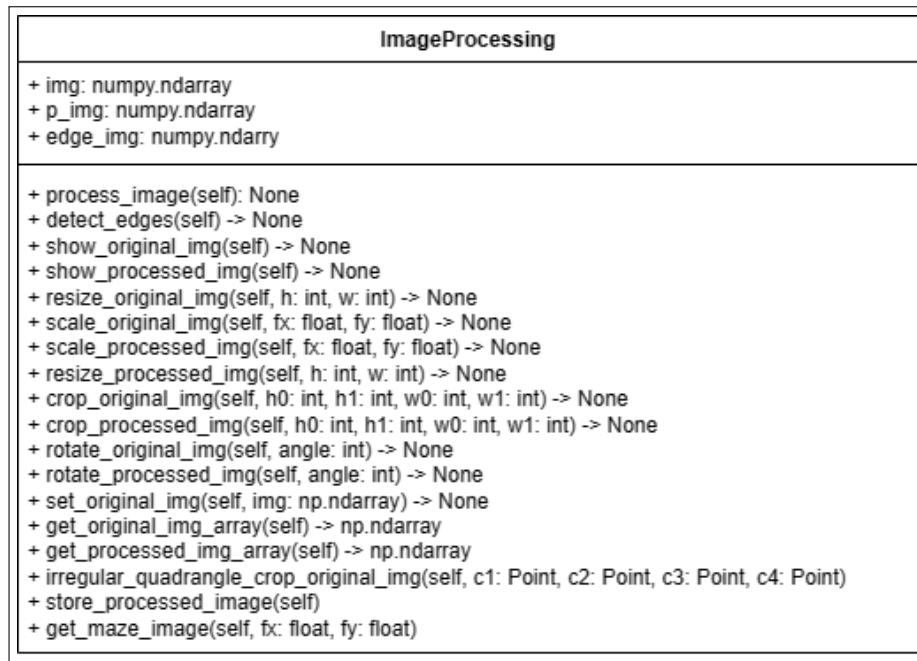 ImageProcessing
+ img: numpy.ndarray
+ p_img: numpy.ndarray
+ edge_img: numpy.ndarry
+ process_image(self): None
+ detect_edges(self) -> None
+ show_original_img(self) -> None
+ show_processed_img(self) -> None
+ resize_original_img(self, h: int, w: int) -> None
+ scale_original_img(self, fx: float, fy: float) -> None
+ scale_processed_img(self, fx: float, fy: float) -> None
+ resize_processed_img(self, h: int, w: int) -> None
+ crop_original_img(self, h0: int, h1: int, w0: int, w1: int) -> None
+ crop_processed_img(self, h0: int, h1: int, w0: int, w1: int) -> None
+ rotate_original_img(self, angle: int) -> None
+ rotate_processed_img(self, angle: int) -> None
+ set_original_img(self, img: np.ndarray) -> None
+ get_original_img_array(self) -> np.ndarray
+ get_processed_img_array(self) -> np.ndarray
+ irregular_quadrangle_crop_original_img(self, c1: Point, c2: Point, c3: Point, c4: Point)
+ store_processed_image(self)
+ get_maze_image(self, fx: float, fy: float)